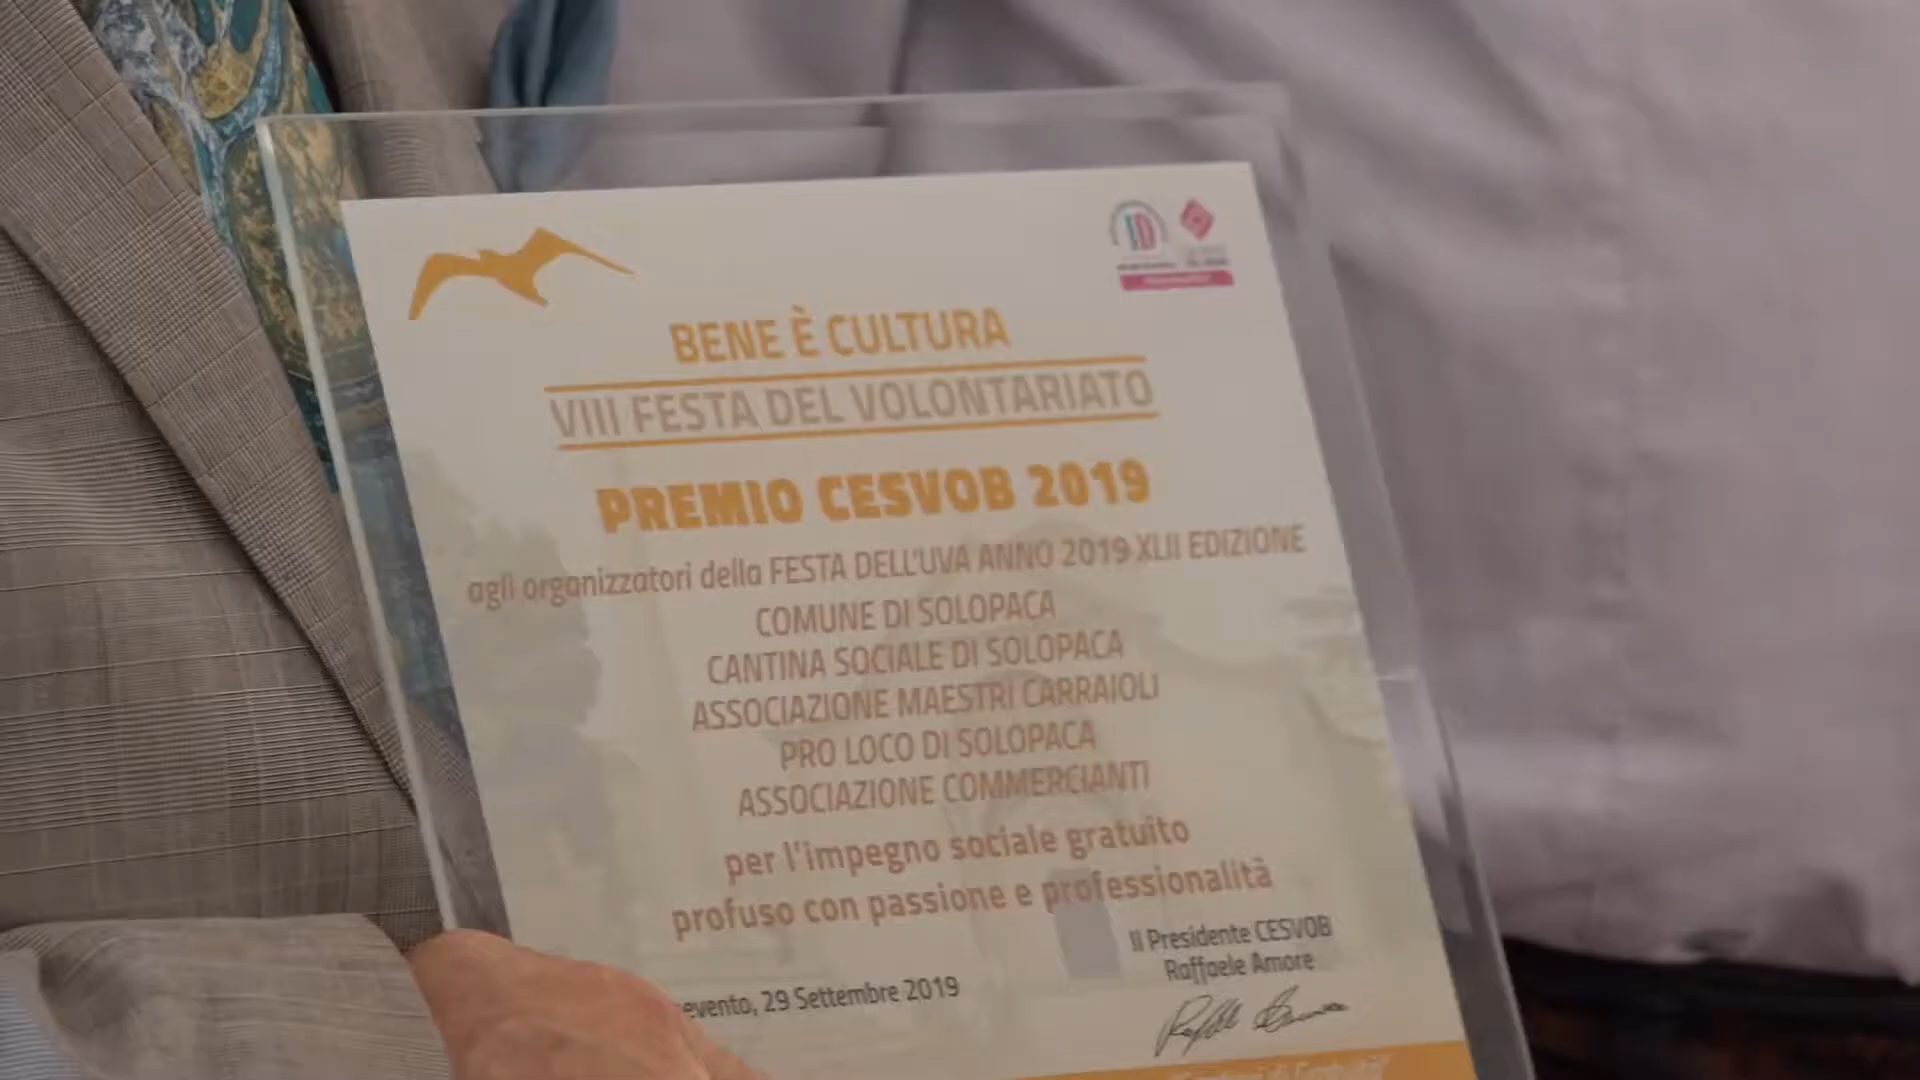 BENE È CULTURA
VIII FESTA DEL VOLONTARIATO
PREMIO CESVOB 2019
agli organizzatori della FESTA DELL'UVA ANNO 2019 XLII EDIZIONE
COMUNE DI SOLOPACA
CANTINA SOCIALE DI SOLOPACA
ASSOCIAZIONE MAESTRI CARRAIOLI
PRO LOCO DI SOLOPACA
ASSOCIAZIONE COMMERCIANTI
per l'impegno sociale gratuito
profuso con passione e professionalità
Il Presidente CESVOB
Raffaele Amore
evento, 29 Settembre 2019